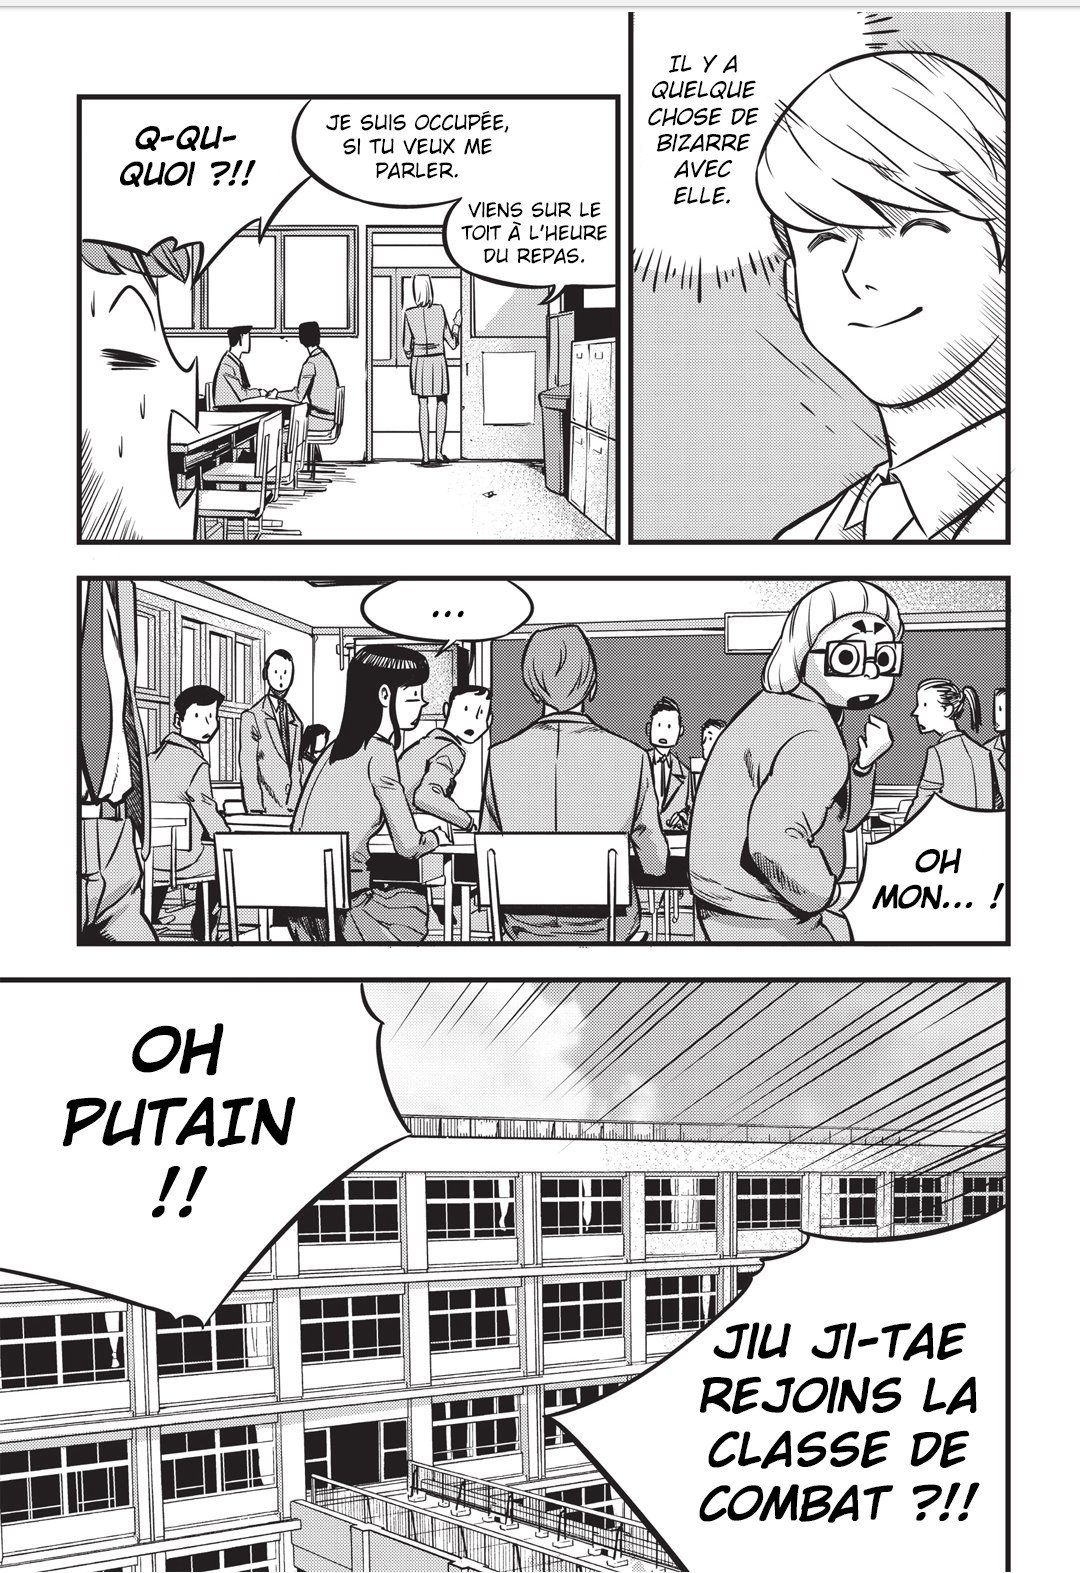 IL Y A
QUELQUE
CHOSE DE
BIZARRE
AVEC
ELLE.
JE SUIS OCCUPÉE,
SI TU VEUX ME
PARLER.
VIENS SUR LE
TOIT À L'HEURE
DU REPAS.
Q-QU-
QUOI ?!!
...
OH
MON... !
OH
PUTAIN
!!
JIU JI-TAE
REJOINS LA
CLASSE DE
COMBAT ?!!